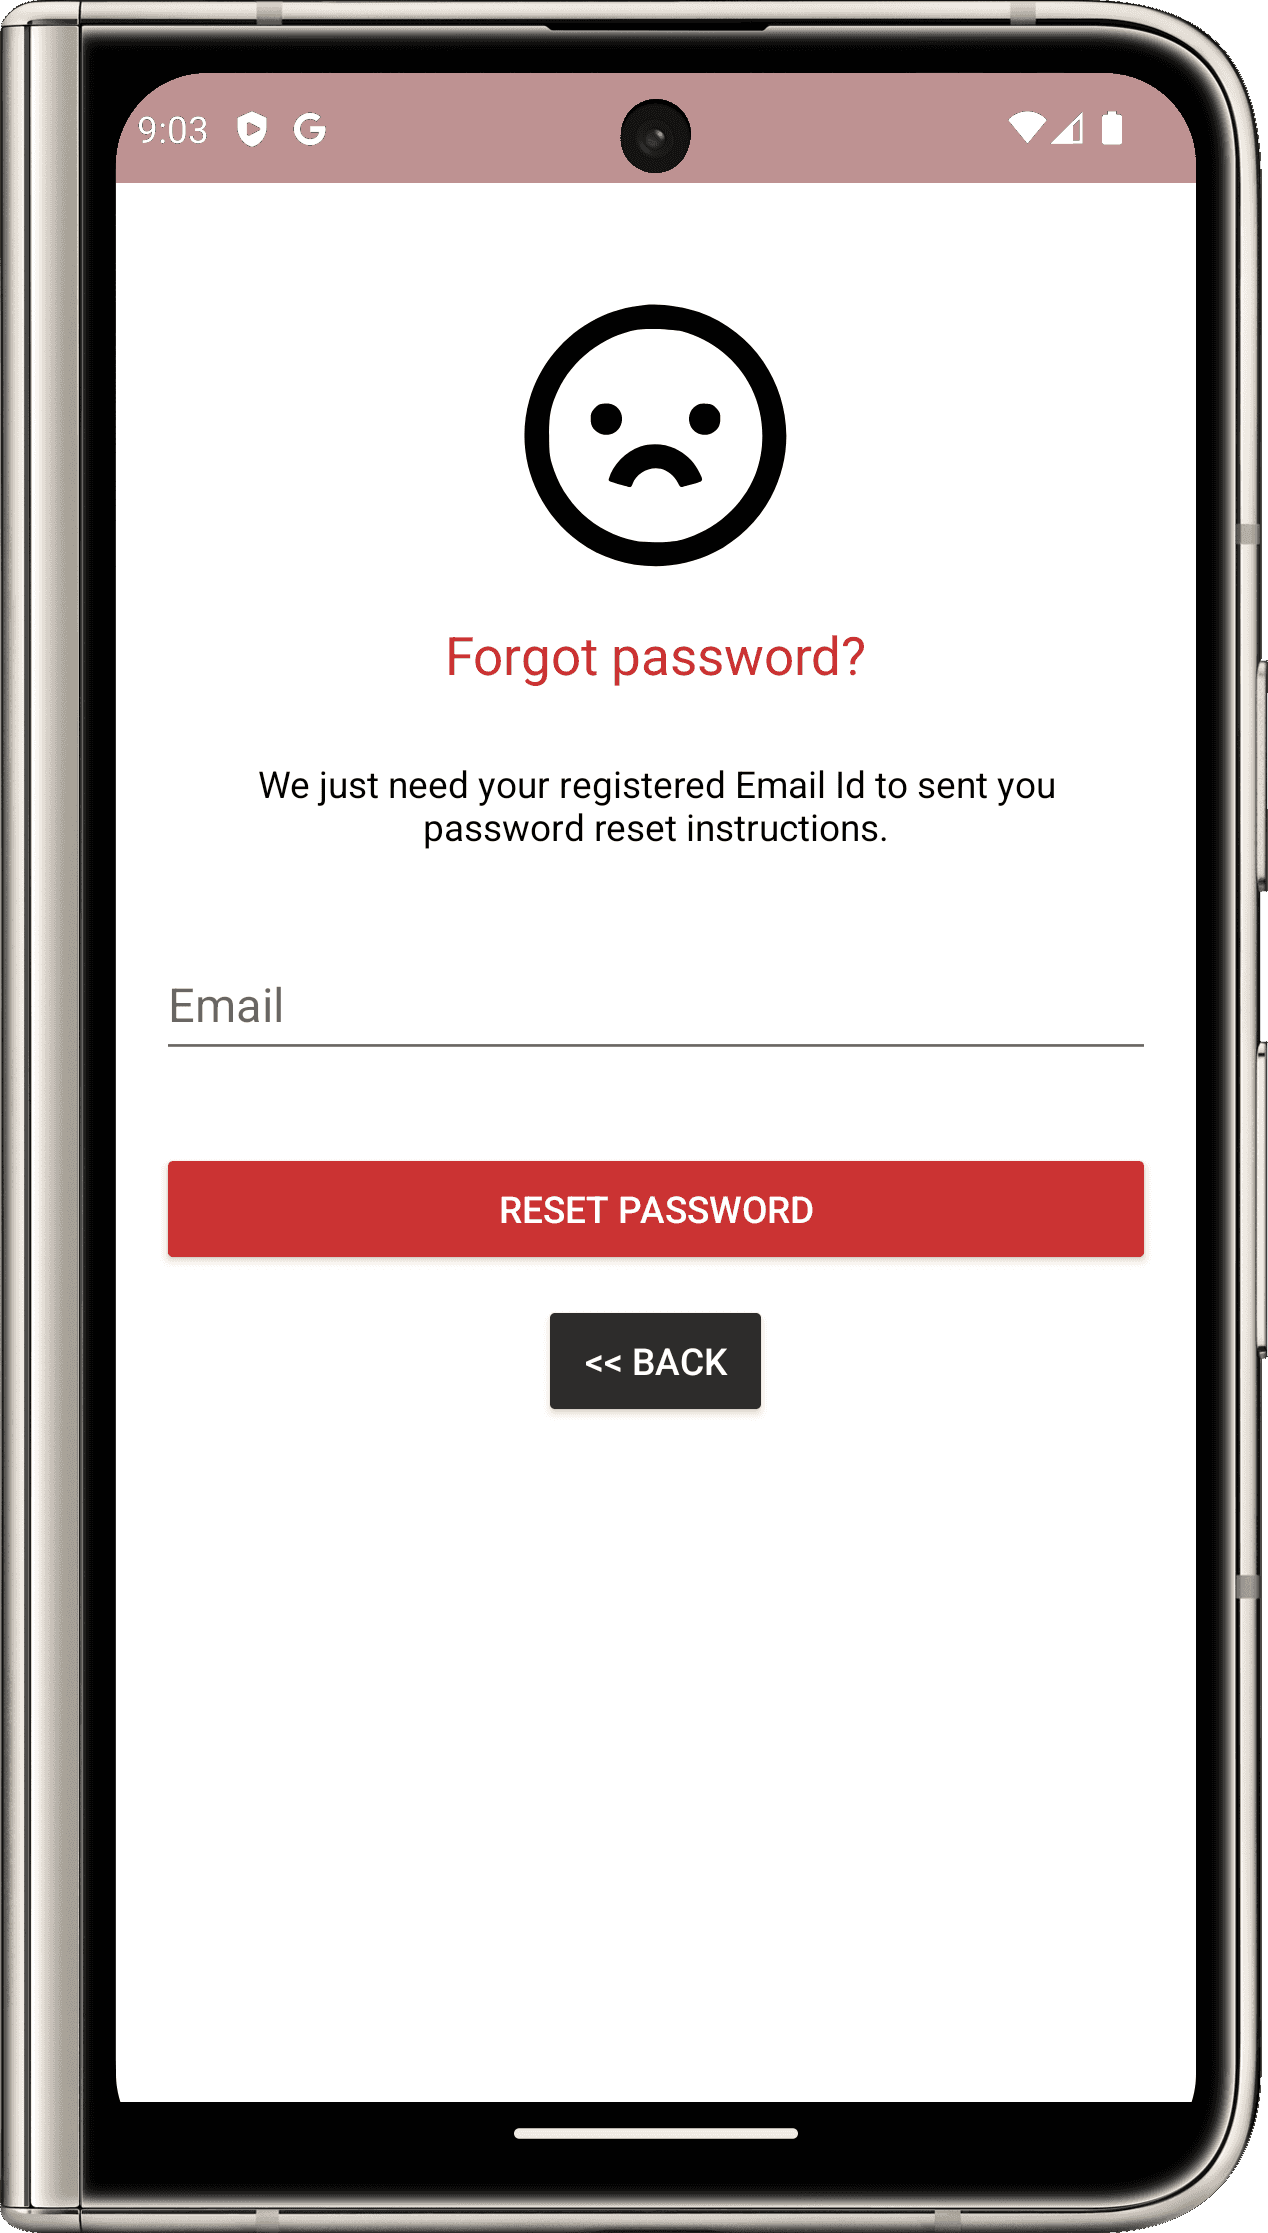 9:03
Forgot password?
We just need your registered Email Id to sent you
password reset instructions.
Email
RESET PASSWORD
<< BACK